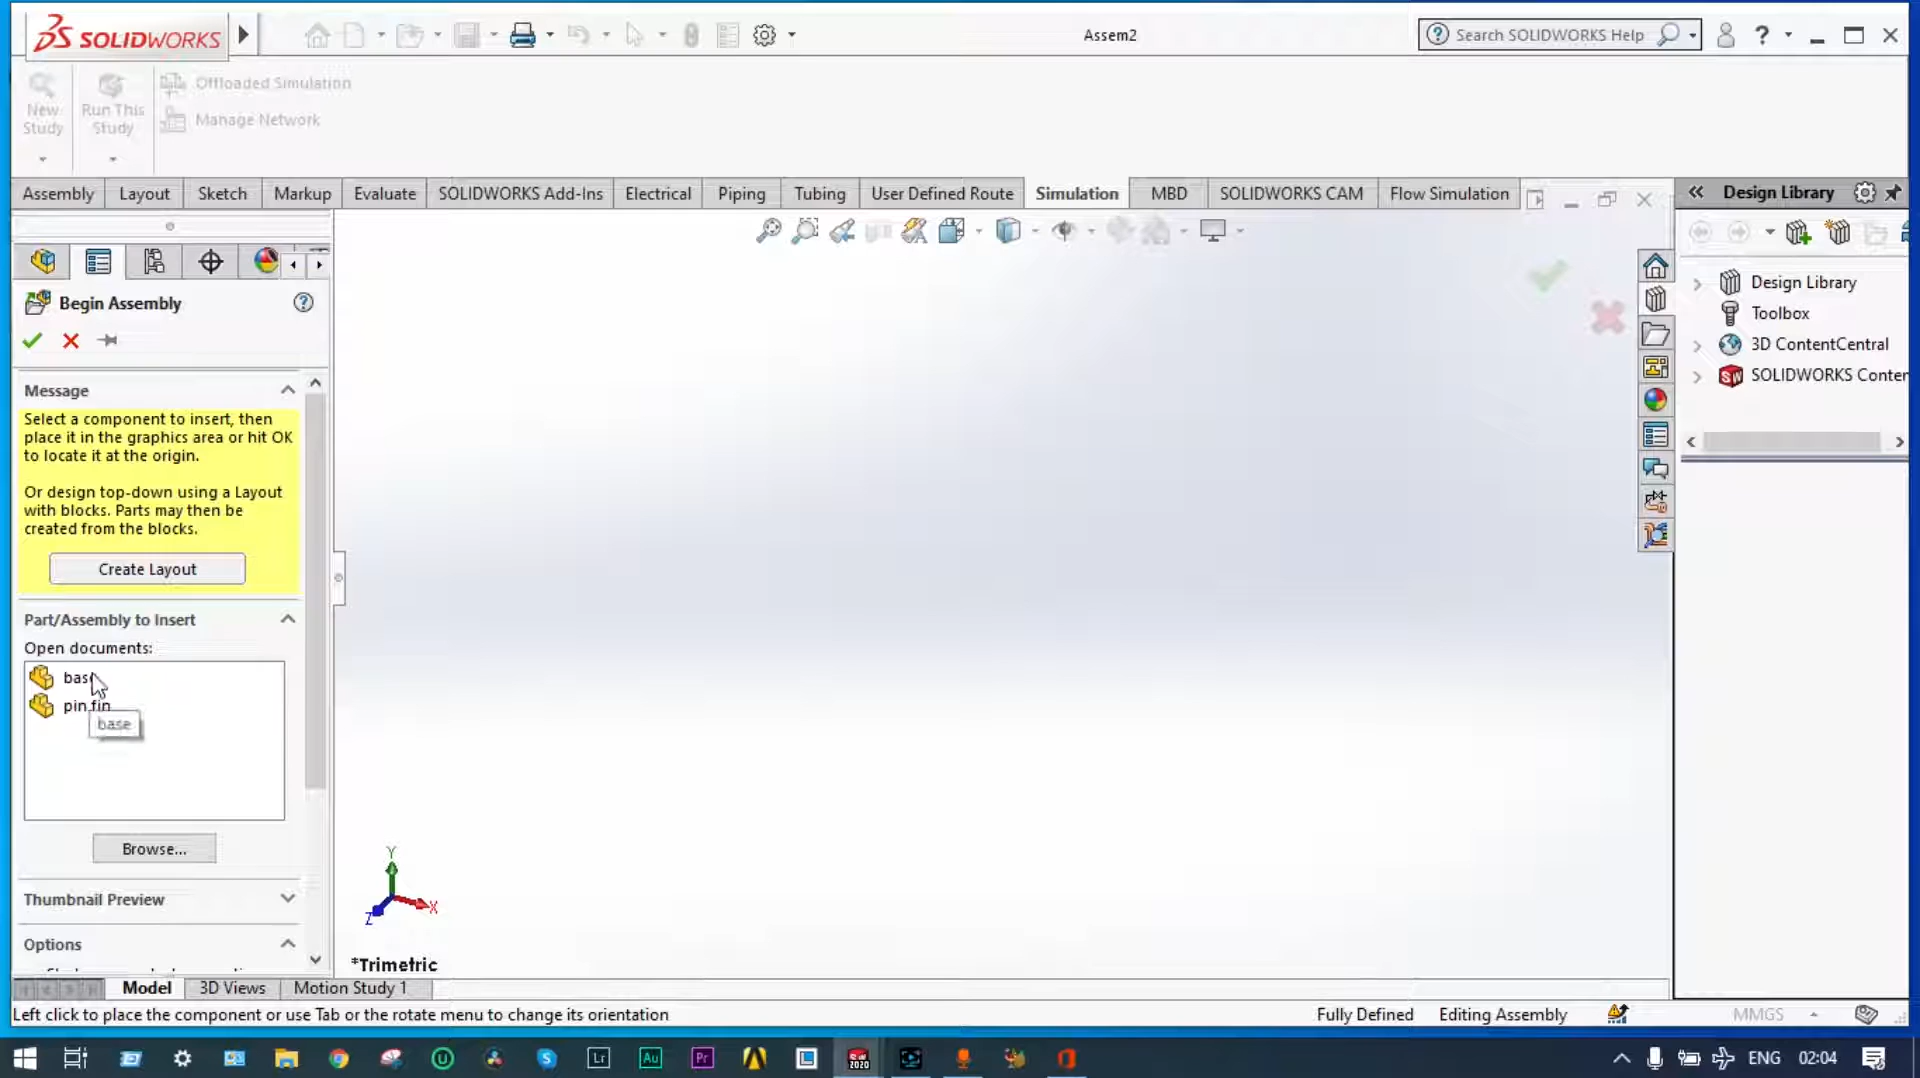 SOLIDWORKS
Assem2
Search SOLIDWORKS Help
?
New Study
Run This Study
Offloaded Simulation
Manage Network
Assembly
Layout
Sketch
Markup
Evaluate
SOLIDWORKS Add-Ins
Electrical
Piping
Tubing
User Defined Route
Simulation
MBD
SOLIDWORKS CAM
Flow Simulation
Design Library
Begin Assembly
Message
Select a component to insert, then
place it in the graphics area or hit OK
to locate it at the origin.
Or design top-down using a Layout
with blocks. Parts may then be
created from the blocks.
Create Layout
Part/Assembly to Insert
Open documents:
base
pin fin
base
Browse...
Thumbnail Preview
Options
Design Library
Toolbox
3D ContentCentral
SOLIDWORKS Conter
Y
X
Z
*Trimetric
Model
3D Views
Motion Study 1
Left click to place the component or use Tab or the rotate menu to change its orientation
Fully Defined
Editing Assembly
MMGS
Lr
Au
Pr
SW 2020
ENG
02:04